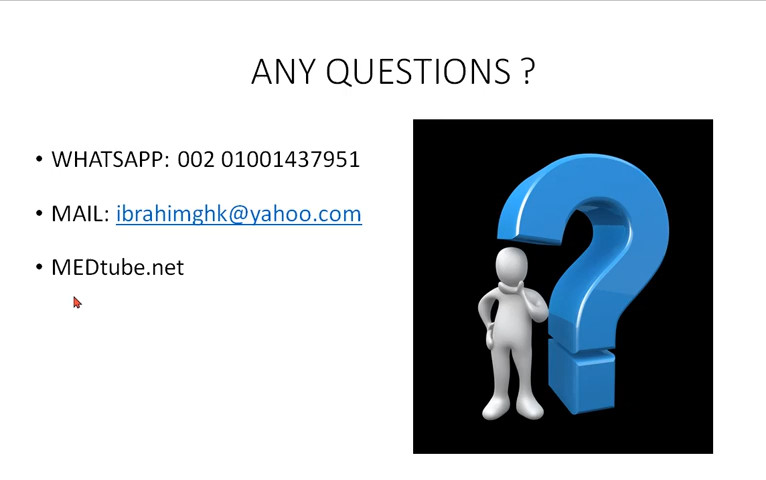 ANY QUESTIONS ?
• WHATSAPP: 002 01001437951
• MAIL: ibrahimghk@yahoo.com
• MEDtube.net